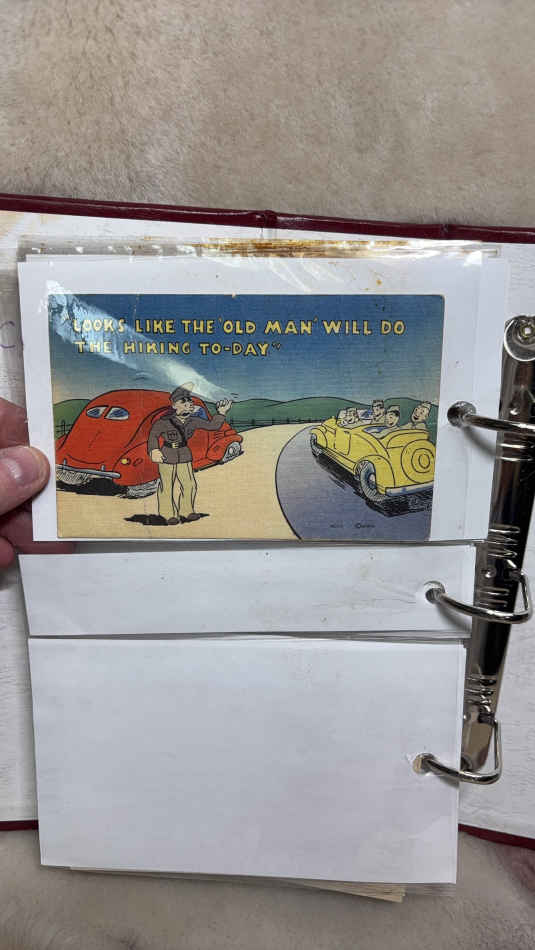 "LOOKS LIKE THE 'OLD MAN' WILL DO
THE HIKING TO-DAY"